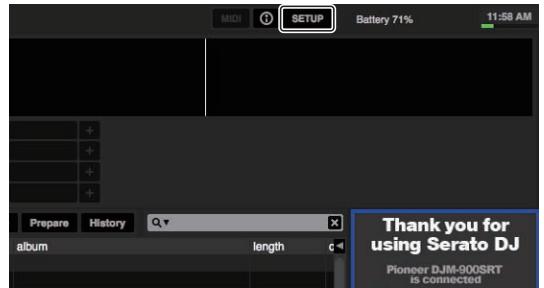 MIDI SETUP Battery 71% 11:58 AM
Prepare History
album length
Thank you for
using Serato DJ
Pioneer DJM-900SRT
is connected